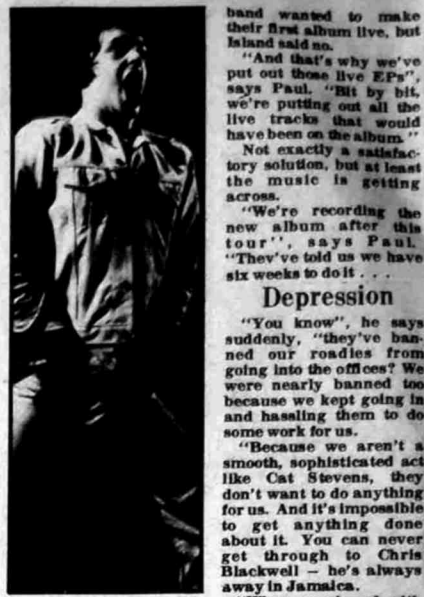 band wanted to make
their first album live, but
Island said no.
"And that's why we've
put out those live EPs",
says Paul. "Bit by bit,
we're putting out all the
live tracks that would
have been on the album."
Not exactly a satisfac-
tory solution, but at least
the music is getting
across.
"We're recording the
new album after this
tour", says Paul.
"They've told us we have
six weeks to do it . . .
Depression
"You know", he says
suddenly, "they've ban-
ned our roadies from
going into the offices? We
were nearly banned too
because we kept going in
and hassling them to do
some work for us.
"Because we aren't a
smooth, sophisticated act
like Cat Stevens, they
don't want to do anything
for us. And it's impossible
to get anything done
about it. You can never
get through to Chris
Blackwell — he's always
away in Jamaica.